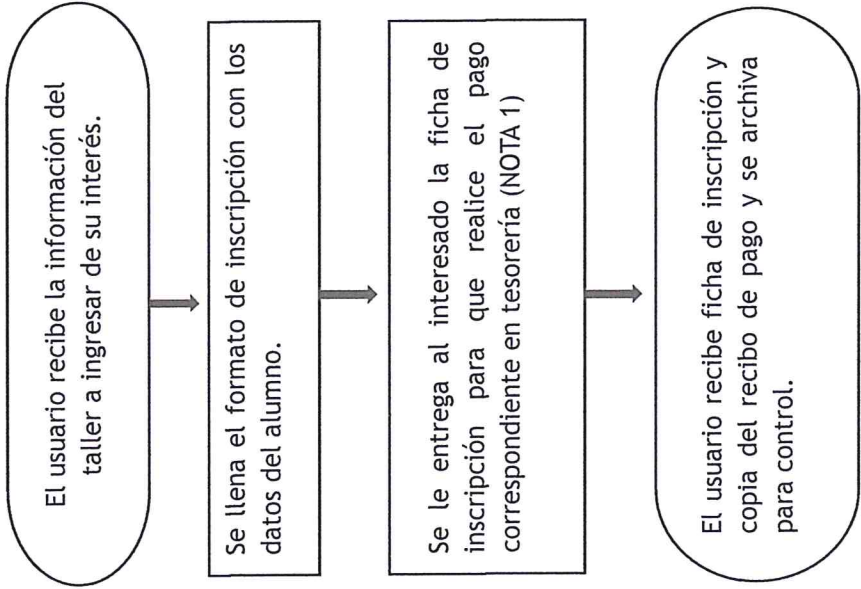 El usuario recibe la información del
taller a ingresar de su interés.
Se llena el formato de inscripción con los
datos del alumno.
Se le entrega al interesado la ficha de
inscripción para que realice el pago
correspondiente en tesorería (NOTA 1)
El usuario recibe ficha de inscripción y
copia del recibo de pago y se archiva
para control.